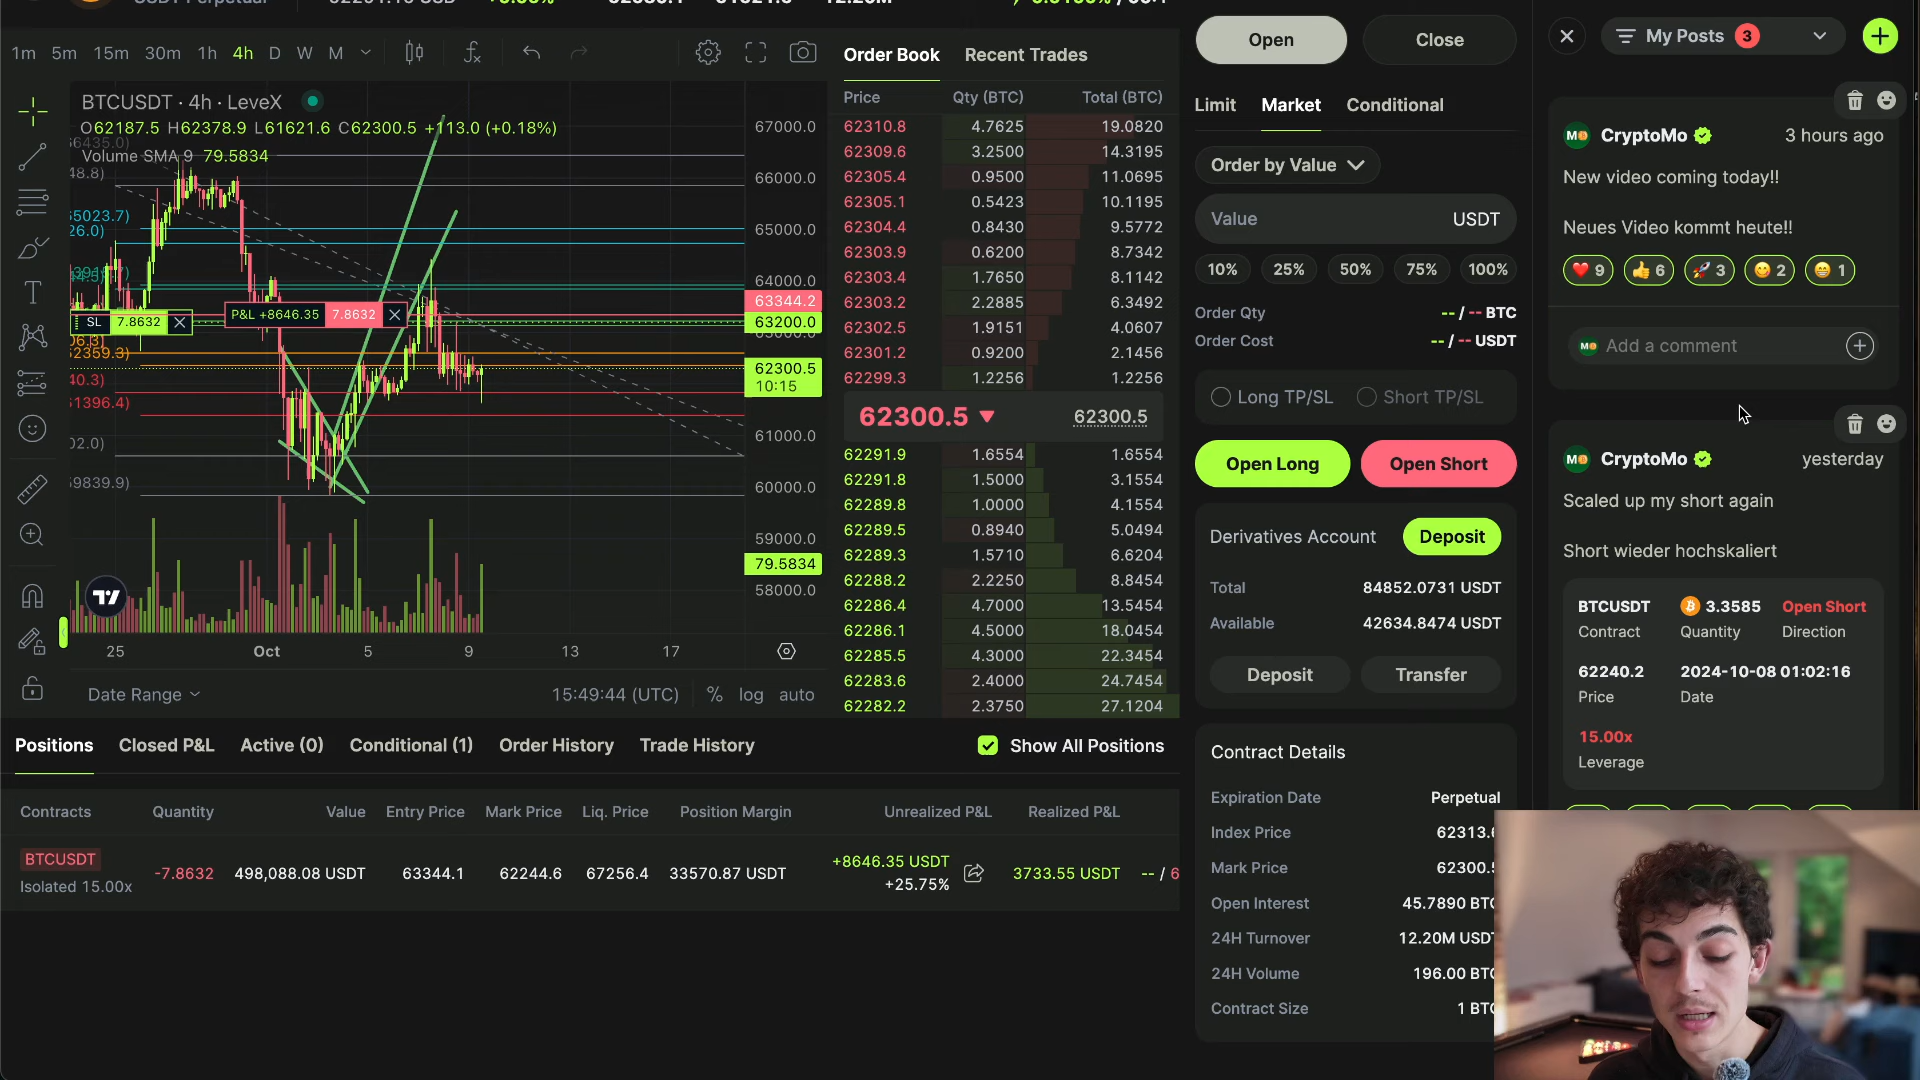 1m 5m 15m 30m 1h 4h D W M
BTCUSDT · 4h · LeveX
O62187.5 H62378.9 L61621.6 C62300.5 +113.0 (+0.18%)
Volume SMA 9 79.5834
67000.0
66000.0
65000.0
64000.0
63344.2
63200.0
62300.5
10:15
61000.0
60000.0
59000.0
79.5834
58000.0
SL 7.8632
P&L +8646.35 7.8632
25 Oct 5 9 13 17
Date Range
15:49:44 (UTC) % log auto
Order Book Recent Trades
Price Qty (BTC) Total (BTC)
62310.8 4.7625 19.0820
62309.6 3.2500 14.3195
62305.4 0.9500 11.0695
62305.1 0.5423 10.1195
62304.4 0.8430 9.5772
62303.9 0.6200 8.7342
62303.4 1.7650 8.1142
62303.2 2.2885 6.3492
62302.5 1.9151 4.0607
62301.2 0.9200 2.1456
62299.3 1.2256 1.2256
62300.5 62300.5
62291.9 1.6554 1.6554
62291.8 1.5000 3.1554
62289.8 1.0000 4.1554
62289.5 0.8940 5.0494
62289.3 1.5710 6.6204
62288.2 2.2250 8.8454
62286.4 4.7000 13.5454
62286.1 4.5000 18.0454
62285.5 4.3000 22.3454
62283.6 2.4000 24.7454
62282.2 2.3750 27.1204
Open Close
Limit Market Conditional
Order by Value
Value USDT
10% 25% 50% 75% 100%
Order Qty -- / -- BTC
Order Cost -- / -- USDT
Long TP/SL Short TP/SL
Open Long Open Short
Derivatives Account Deposit
Total 84852.0731 USDT
Available 42634.8474 USDT
Deposit Transfer
Contract Details
Expiration Date Perpetual
Index Price 62313.
Mark Price 62300.5
Open Interest 45.7890 BTC
24H Turnover 12.20M USDT
24H Volume 196.00 BTC
Contract Size 1 BTC
My Posts 3
CryptoMo 3 hours ago
New video coming today!!
Neues Video kommt heute!!
❤️ 9 👍 6 🚀 3 😋 2 😁 1
Add a comment
CryptoMo yesterday
Scaled up my short again
Short wieder hochskaliert
BTCUSDT 3.3585 Open Short
Contract Quantity Direction
62240.2 2024-10-08 01:02:16
Price Date
15.00x
Leverage
Positions Closed P&L Active (0) Conditional (1) Order History Trade History Show All Positions
Contracts Quantity Value Entry Price Mark Price Liq. Price Position Margin Unrealized P&L Realized P&L
BTCUSDT
Isolated 15.00x
-7.8632 498,088.08 USDT 63344.1 62244.6 67256.4 33570.87 USDT
+8646.35 USDT
+25.75%
3733.55 USDT -- / 6